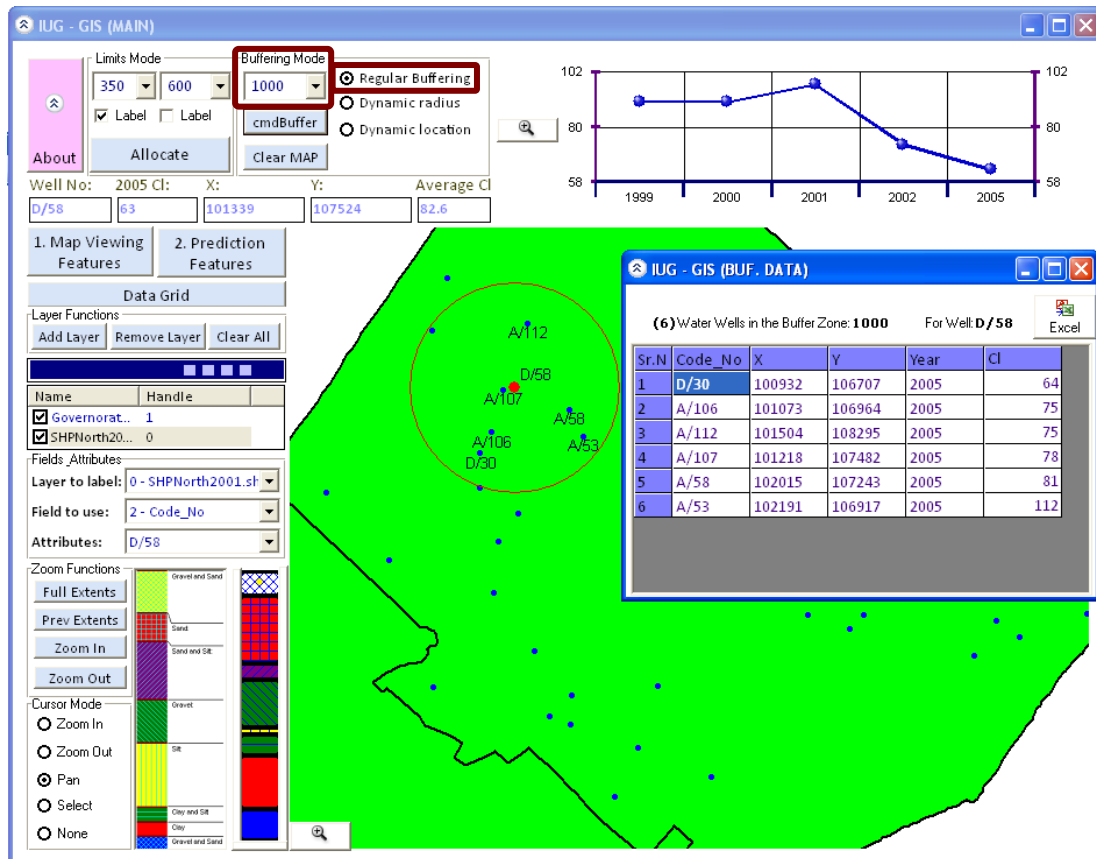 IUG - GIS (MAIN)
Limits Mode
350 600
Label Label
Allocate
About
Buffering Mode
1000
cmdBuffer
Clear MAP
Regular Buffering
Dynamic radius
Dynamic location
102 102
80 80
58 58
1999 2000 2001 2002 2005
Well No: 2005 Cl: X: Y: Average Cl
D/58 63 101339 107524 82.6
1. Map Viewing Features
2. Prediction Features
Data Grid
Layer Functions
Add Layer Remove Layer Clear All
Name Handle
Governorat... 1
SHPNorth20... 0
Fields _Attributes
Layer to label: 0 - SHPNorth2001.sh
Field to use: 2 - Code_No
Attributes: D/58
Zoom Functions
Full Extents
Prev Extents
Zoom In
Zoom Out
Cursor Mode
Zoom In
Zoom Out
Pan
Select
None
Gravel and Sand
Sand
Sand and Silt
Gravel
Silt
Clay and Silt
Clay
Gravel and Sand
A/112
D/58
A/107
A/58
A/106
A/53
D/30
IUG - GIS (BUF. DATA)
(6) Water Wells in the Buffer Zone: 1000 For Well: D/58
Excel
Sr.N Code_No X Y Year Cl
1 D/30 100932 106707 2005 64
2 A/106 101073 106964 2005 75
3 A/112 101504 108295 2005 75
4 A/107 101218 107482 2005 78
5 A/58 102015 107243 2005 81
6 A/53 102191 106917 2005 112